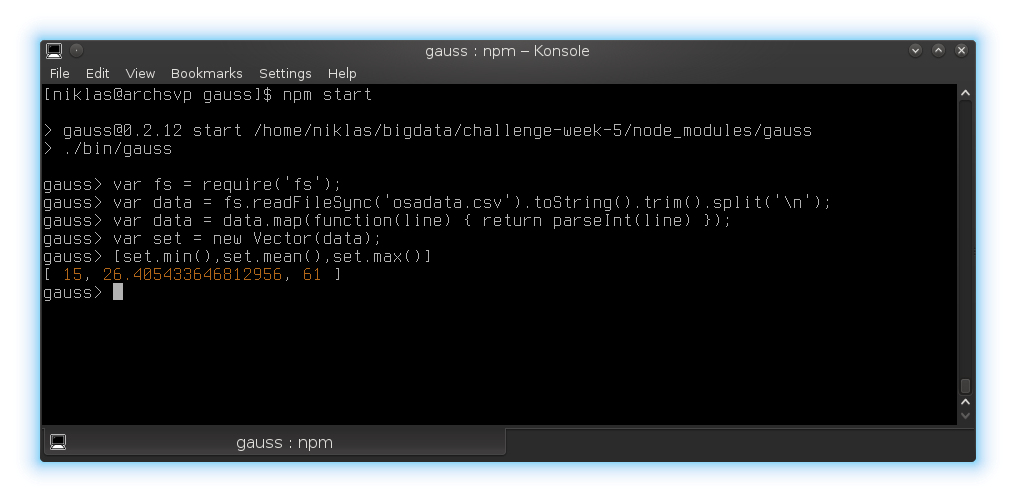 gauss : npm – Konsole
File Edit View Bookmarks Settings Help
[niklas@archsvp gauss]$ npm start
> gauss@0.2.12 start /home/niklas/bigdata/challenge-week-5/node_modules/gauss
> ./bin/gauss
gauss> var fs = require('fs');
gauss> var data = fs.readFileSync('osadata.csv').toString().trim().split('\n');
gauss> var data = data.map(function(line) { return parseInt(line) });
gauss> var set = new Vector(data);
gauss> [set.min(),set.mean(),set.max()]
[ 15, 26.405433646812956, 61 ]
gauss>
gauss : npm